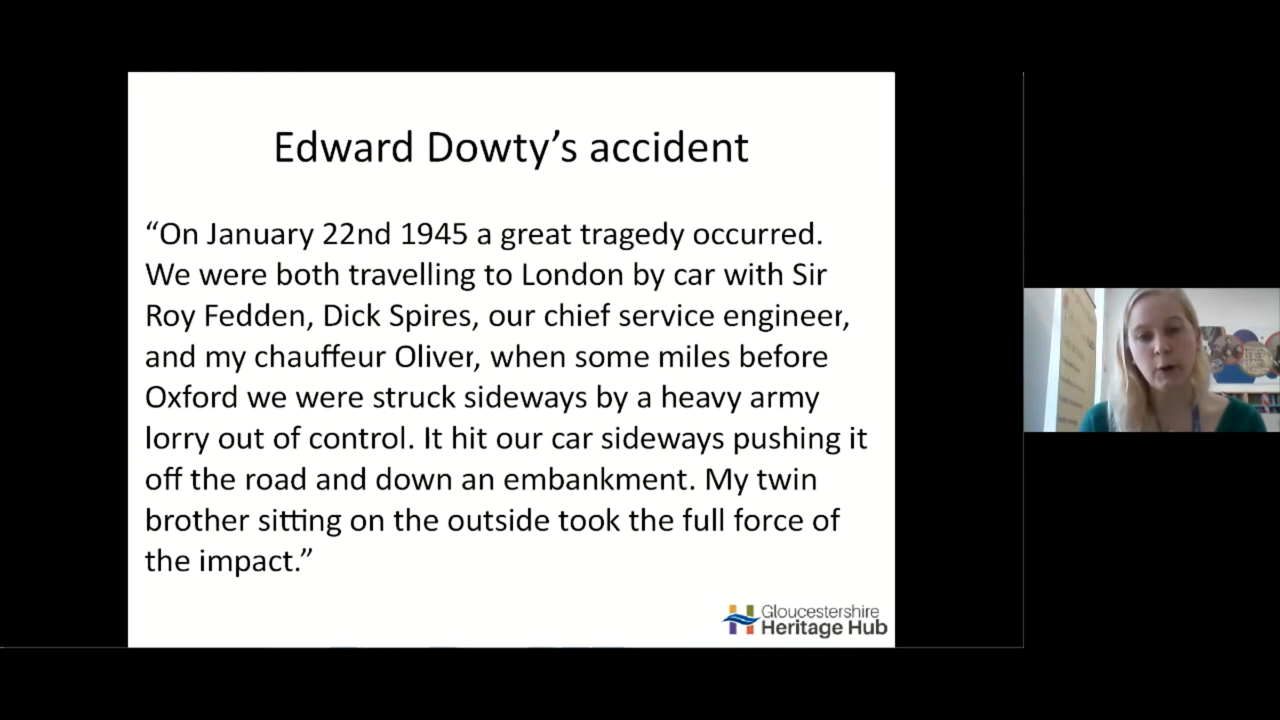 Edward Dowty’s accident
“On January 22nd 1945 a great tragedy occurred.
We were both travelling to London by car with Sir
Roy Fedden, Dick Spires, our chief service engineer,
and my chauffeur Oliver, when some miles before
Oxford we were struck sideways by a heavy army
lorry out of control. It hit our car sideways pushing it
off the road and down an embankment. My twin
brother sitting on the outside took the full force of
the impact.”
Gloucestershire
Heritage Hub